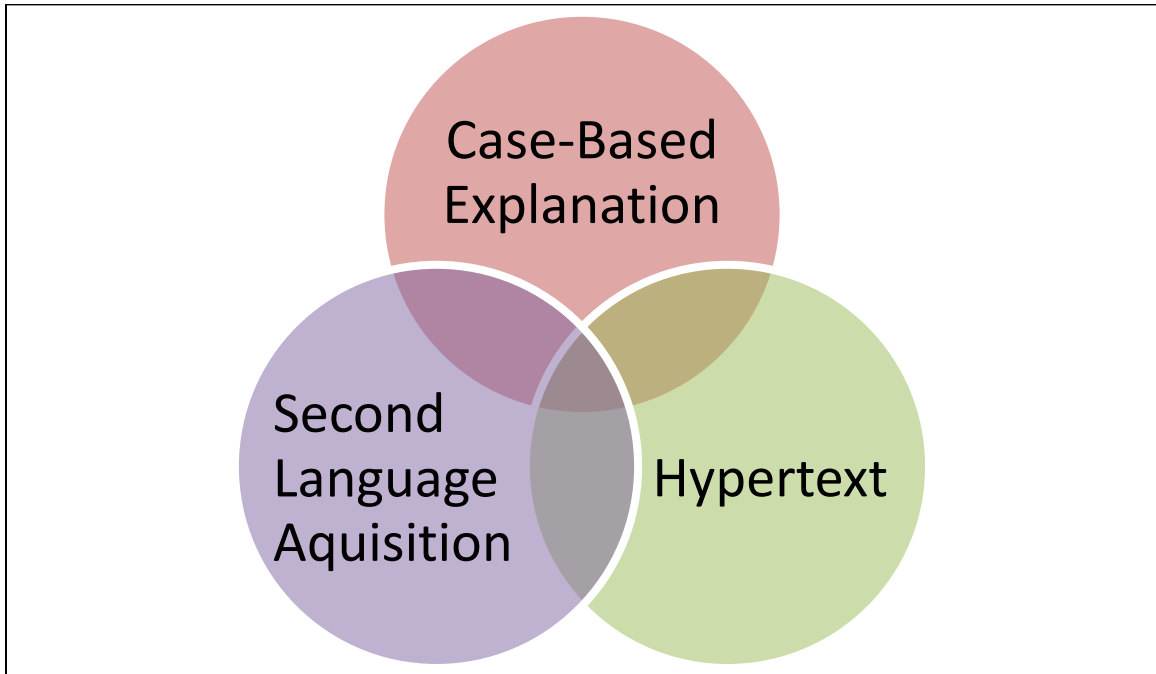 Case-Based
Explanation
Second
Language
Aquisition
Hypertext